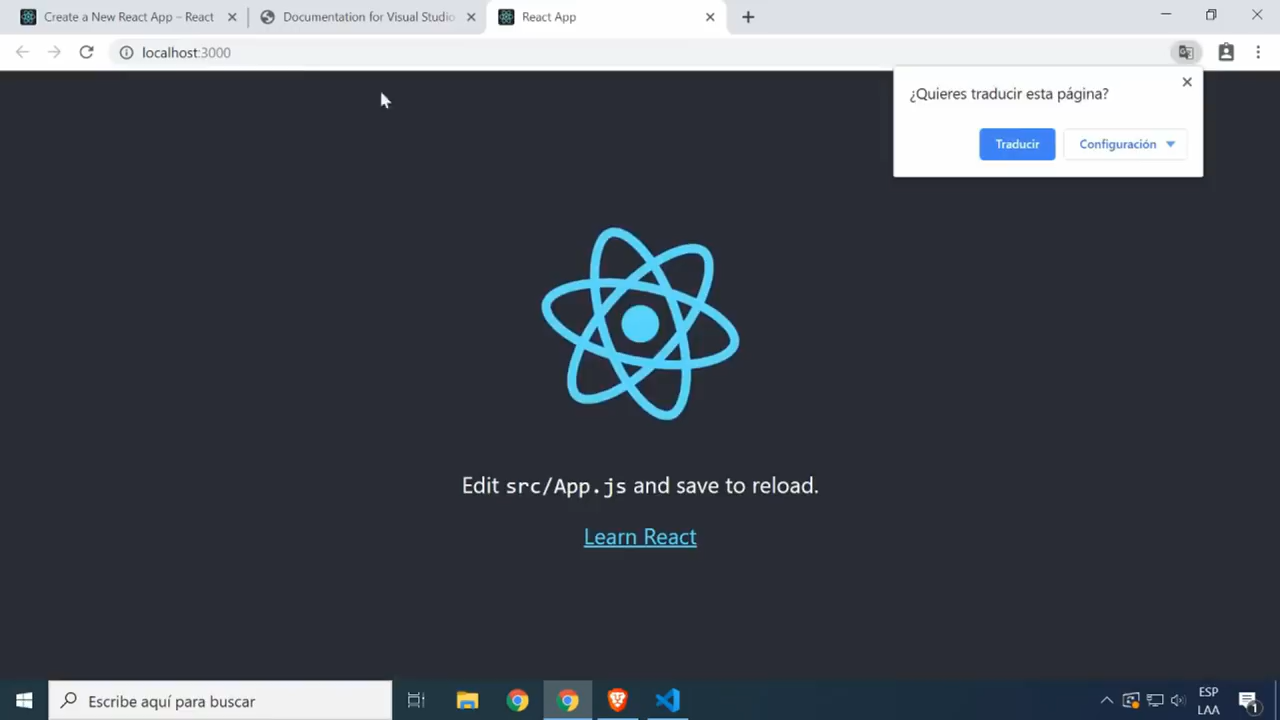 Create a New React App – React
Documentation for Visual Studio
React App
localhost:3000
¿Quieres traducir esta página?
Traducir
Configuración
Edit src/App.js and save to reload.
Learn React
Escribe aquí para buscar
ESP
LAA
1